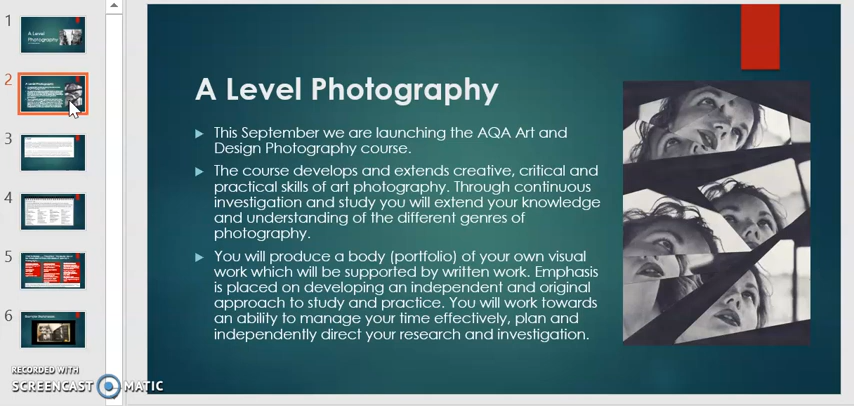 1
2
3
4
5
6
A Level
Photography
A Level Photography
This September we are launching the AQA Art and
Design Photography course.
The course develops and extends creative, critical and
practical skills of art photography. Through continuous
investigation and study you will extend your knowledge
and understanding of the different genres of
photography.
You will produce a body (portfolio) of your own visual
work which will be supported by written work. Emphasis
is placed on developing an independent and original
approach to study and practice. You will work towards
an ability to manage your time effectively, plan and
independently direct your research and investigation.
RECORDED WITH
SCREENCAST MATIC